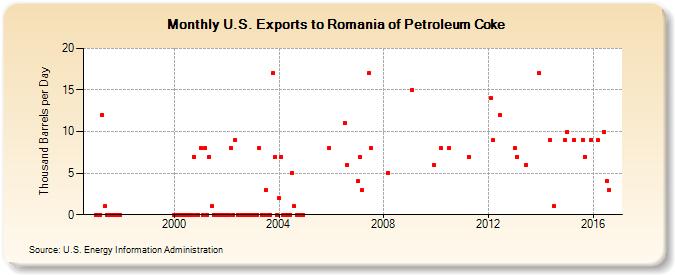 Monthly U.S. Exports to Romania of Petroleum Coke
Thousand Barrels per Day
20
15
10
5
0
2000 2004 2008 2012 2016
Source: U.S. Energy Information Administration